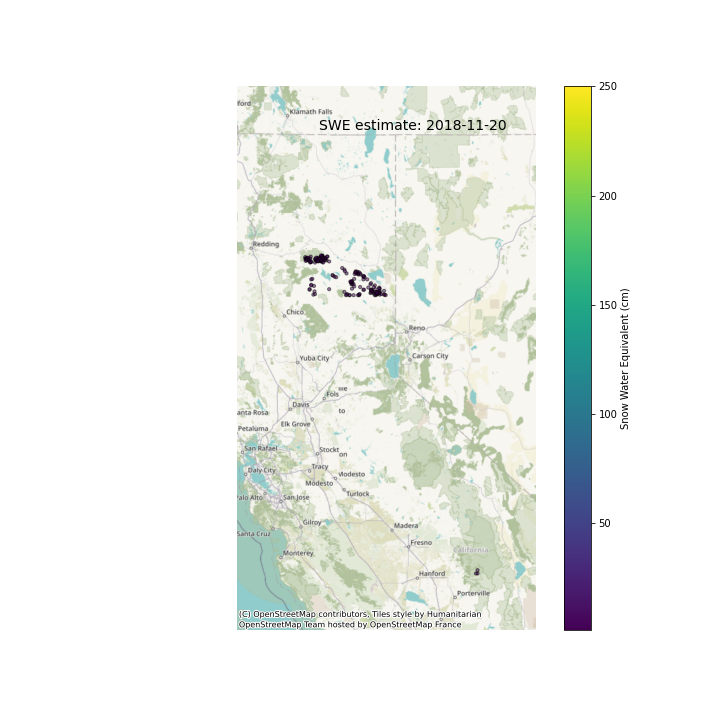 ford
Klamath Falls
SWE estimate: 2018-11-20
Redding
Chico
Reno
Yuba City
Carson City
Fols
Davis
to
anta Rosa
Elk Grove
Petaluma
San Rafael
Stockt
on
Daly City
Tracy
Modesto
Modesto
Turlock
Palo Alto
San Jose
Gilroy
Madera
Santa Cruz
Fresno
Monterey
California
Hanford
Porterville
(C) OpenStreetMap contributors, Tiles style by Humanitarian
OpenStreetMap Team hosted by OpenStreetMap France
250
200
150
100
50
Snow Water Equivalent (cm)